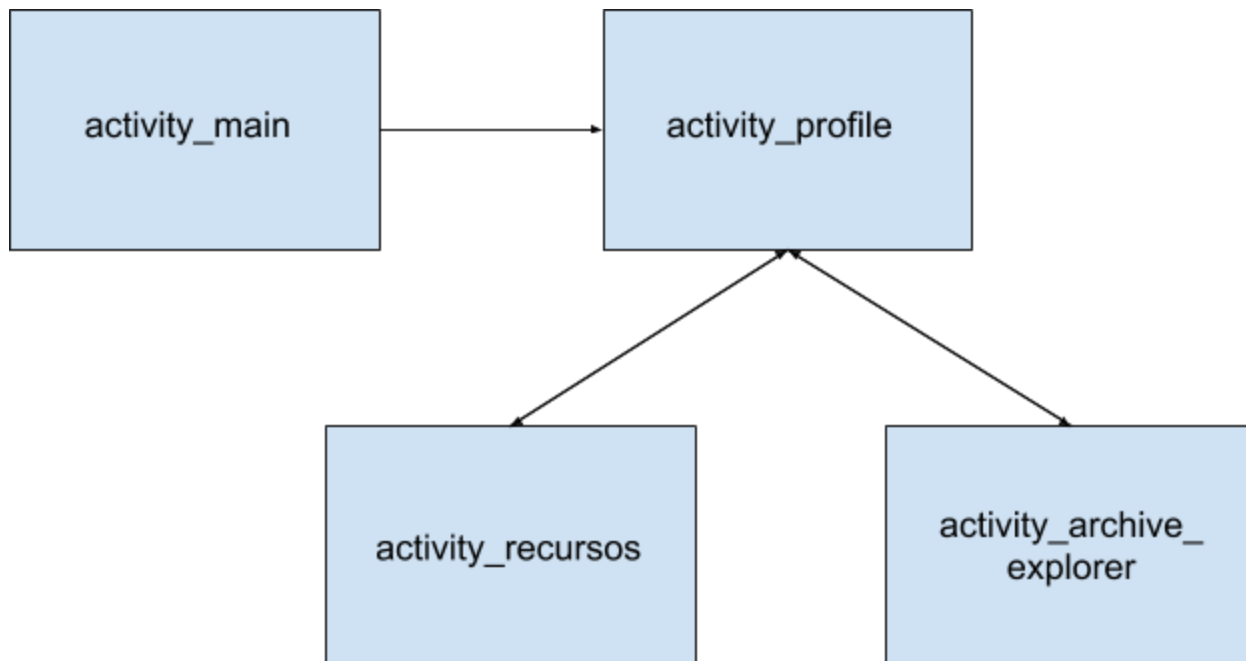 activity_main
activity_profile
activity_recursos
activity_archive_
explorer